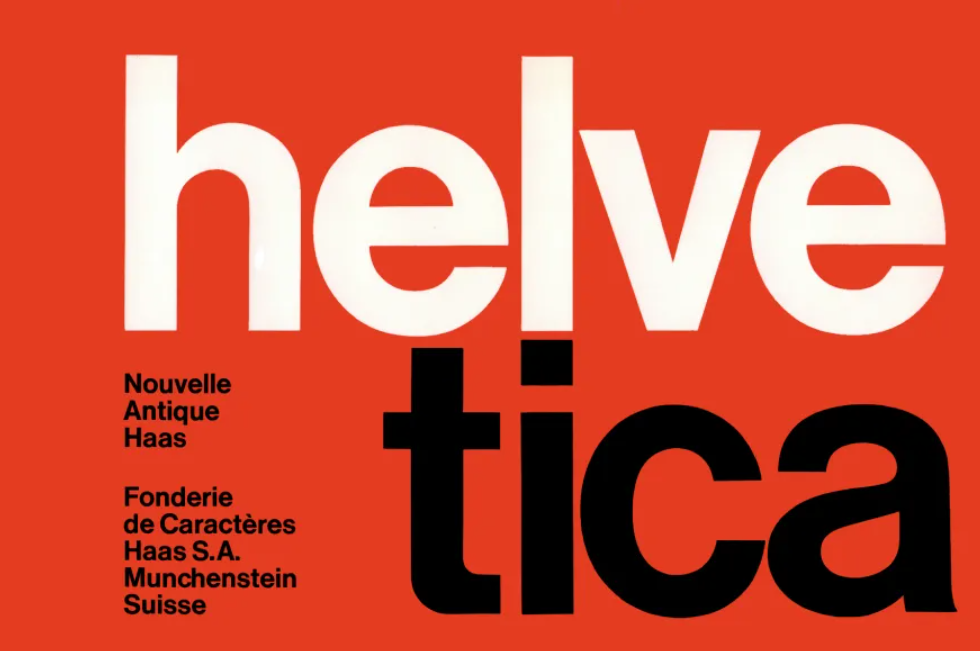 helve
tica
Nouvelle
Antique
Haas
Fonderie
de Caractères
Haas S.A.
Munchenstein
Suisse